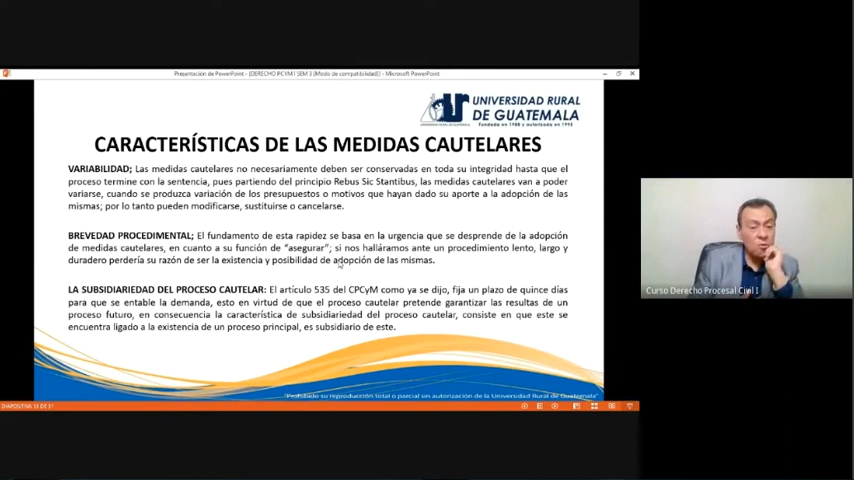 Presentación de PowerPoint - [DERECHO PCYM I SEM 3 [Modo de compatibilidad]] - Microsoft PowerPoint
UNIVERSIDAD RURAL
DE GUATEMALA
Fundada en 1988 y autorizada en 1995
CARACTERÍSTICAS DE LAS MEDIDAS CAUTELARES
VARIABILIDAD; Las medidas cautelares no necesariamente deben ser conservadas en toda su integridad hasta que el
proceso termine con la sentencia, pues partiendo del principio Rebus Sic Stantibus, las medidas cautelares van a poder
variarse, cuando se produzca variación de los presupuestos o motivos que hayan dado su aporte a la adopción de las
mismas; por lo tanto pueden modificarse, sustituirse o cancelarse.
BREVEDAD PROCEDIMENTAL; El fundamento de esta rapidez se basa en la urgencia que se desprende de la adopción
de medidas cautelares, en cuanto a su función de “asegurar”; si nos halláramos ante un procedimiento lento, largo y
duradero perdería su razón de ser la existencia y posibilidad de adopción de las mismas.
LA SUBSIDIARIEDAD DEL PROCESO CAUTELAR: El artículo 535 del CPCyM como ya se dijo, fija un plazo de quince días
para que se entable la demanda, esto en virtud de que el proceso cautelar pretende garantizar las resultas de un
proceso futuro, en consecuencia la característica de subsidiariedad del proceso cautelar, consiste en que este se
encuentra ligado a la existencia de un proceso principal, es subsidiario de este.
"Prohibido su reproducción total o parcial sin autorización de la Universidad Rural de Guatemala"
DIAPOSITIVA 13 DE 51
Curso Derecho Procesal Civil I